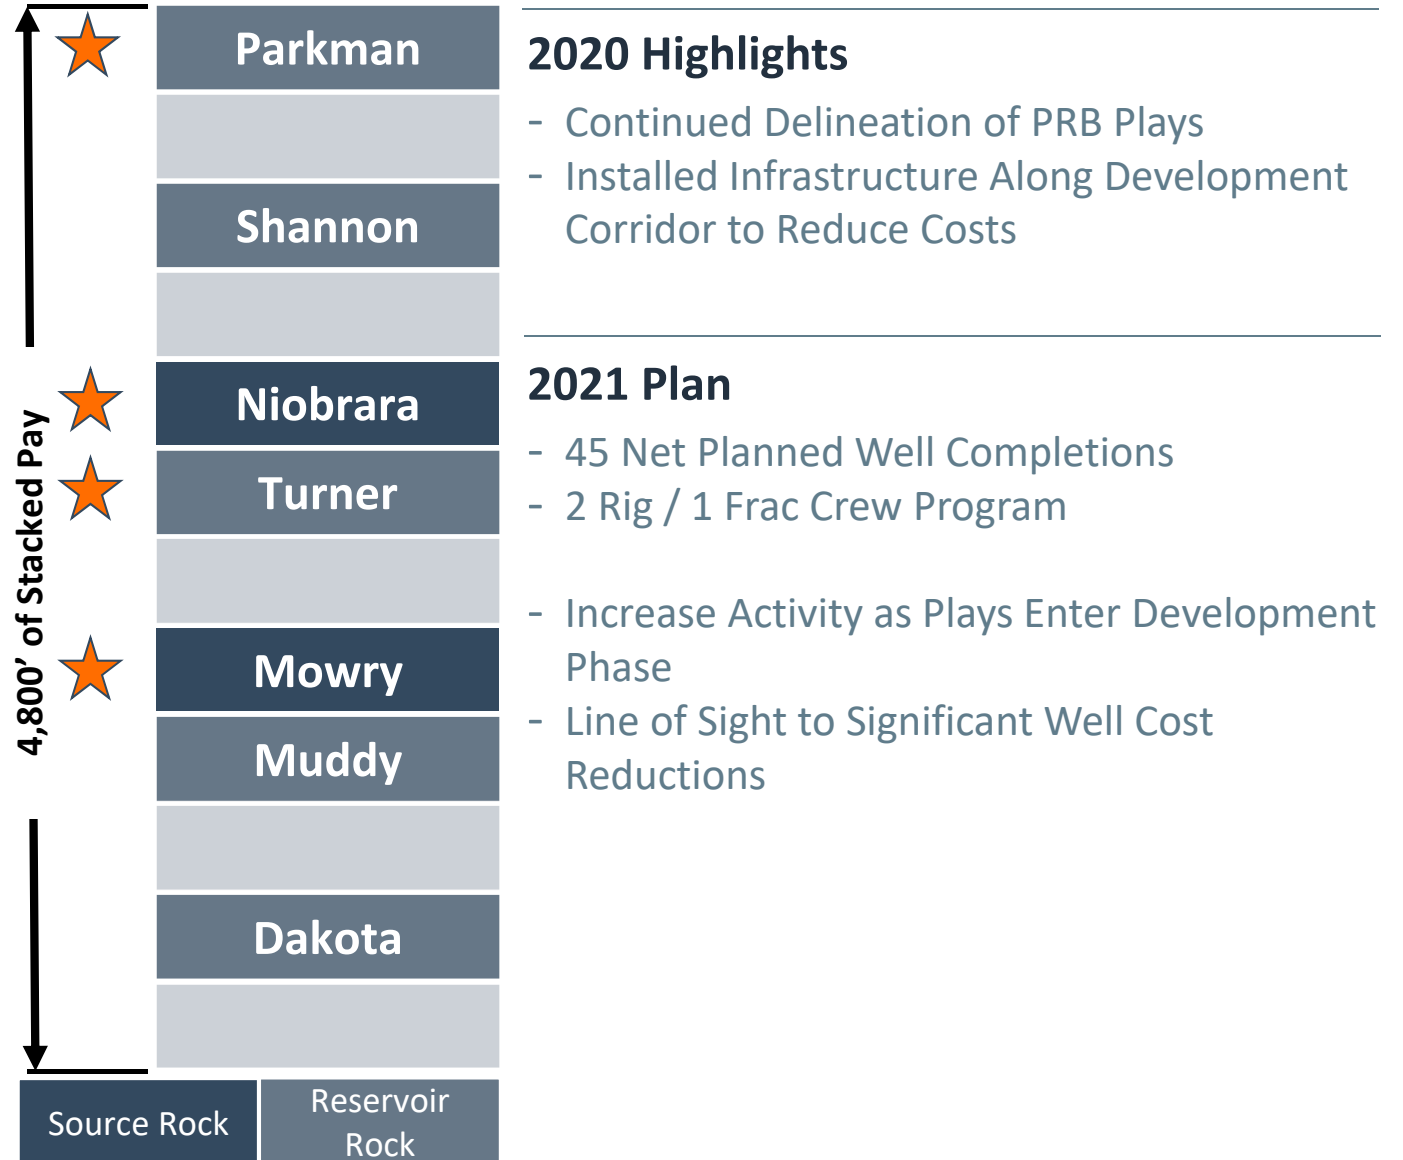 Parkman
Shannon
Niobrara
Turner
Mowry
Muddy
Dakota
4,800’ of Stacked Pay
Source Rock
Reservoir
Rock
2020 Highlights
- Continued Delineation of PRB Plays
- Installed Infrastructure Along Development
Corridor to Reduce Costs
2021 Plan
- 45 Net Planned Well Completions
- 2 Rig / 1 Frac Crew Program
- Increase Activity as Plays Enter Development
Phase
- Line of Sight to Significant Well Cost
Reductions